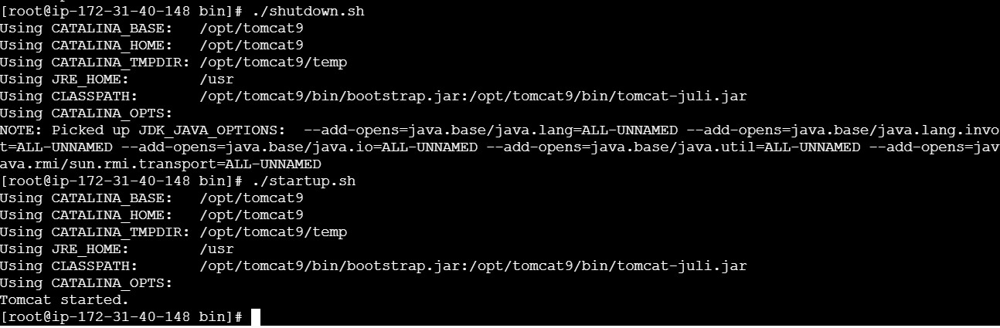 [root@ip-172-31-40-148 bin]# ./shutdown.sh
Using CATALINA_BASE:   /opt/tomcat9
Using CATALINA_HOME:   /opt/tomcat9
Using CATALINA_TMPDIR: /opt/tomcat9/temp
Using JRE_HOME:        /usr
Using CLASSPATH:       /opt/tomcat9/bin/bootstrap.jar:/opt/tomcat9/bin/tomcat-juli.jar
Using CATALINA_OPTS:
NOTE: Picked up JDK_JAVA_OPTIONS:  --add-opens=java.base/java.lang=ALL-UNNAMED --add-opens=java.base/java.lang.invo
t=ALL-UNNAMED --add-opens=java.base/java.io=ALL-UNNAMED --add-opens=java.base/java.util=ALL-UNNAMED --add-opens=jav
ava.rmi/sun.rmi.transport=ALL-UNNAMED
[root@ip-172-31-40-148 bin]# ./startup.sh
Using CATALINA_BASE:   /opt/tomcat9
Using CATALINA_HOME:   /opt/tomcat9
Using CATALINA_TMPDIR: /opt/tomcat9/temp
Using JRE_HOME:        /usr
Using CLASSPATH:       /opt/tomcat9/bin/bootstrap.jar:/opt/tomcat9/bin/tomcat-juli.jar
Using CATALINA_OPTS:
Tomcat started.
[root@ip-172-31-40-148 bin]#